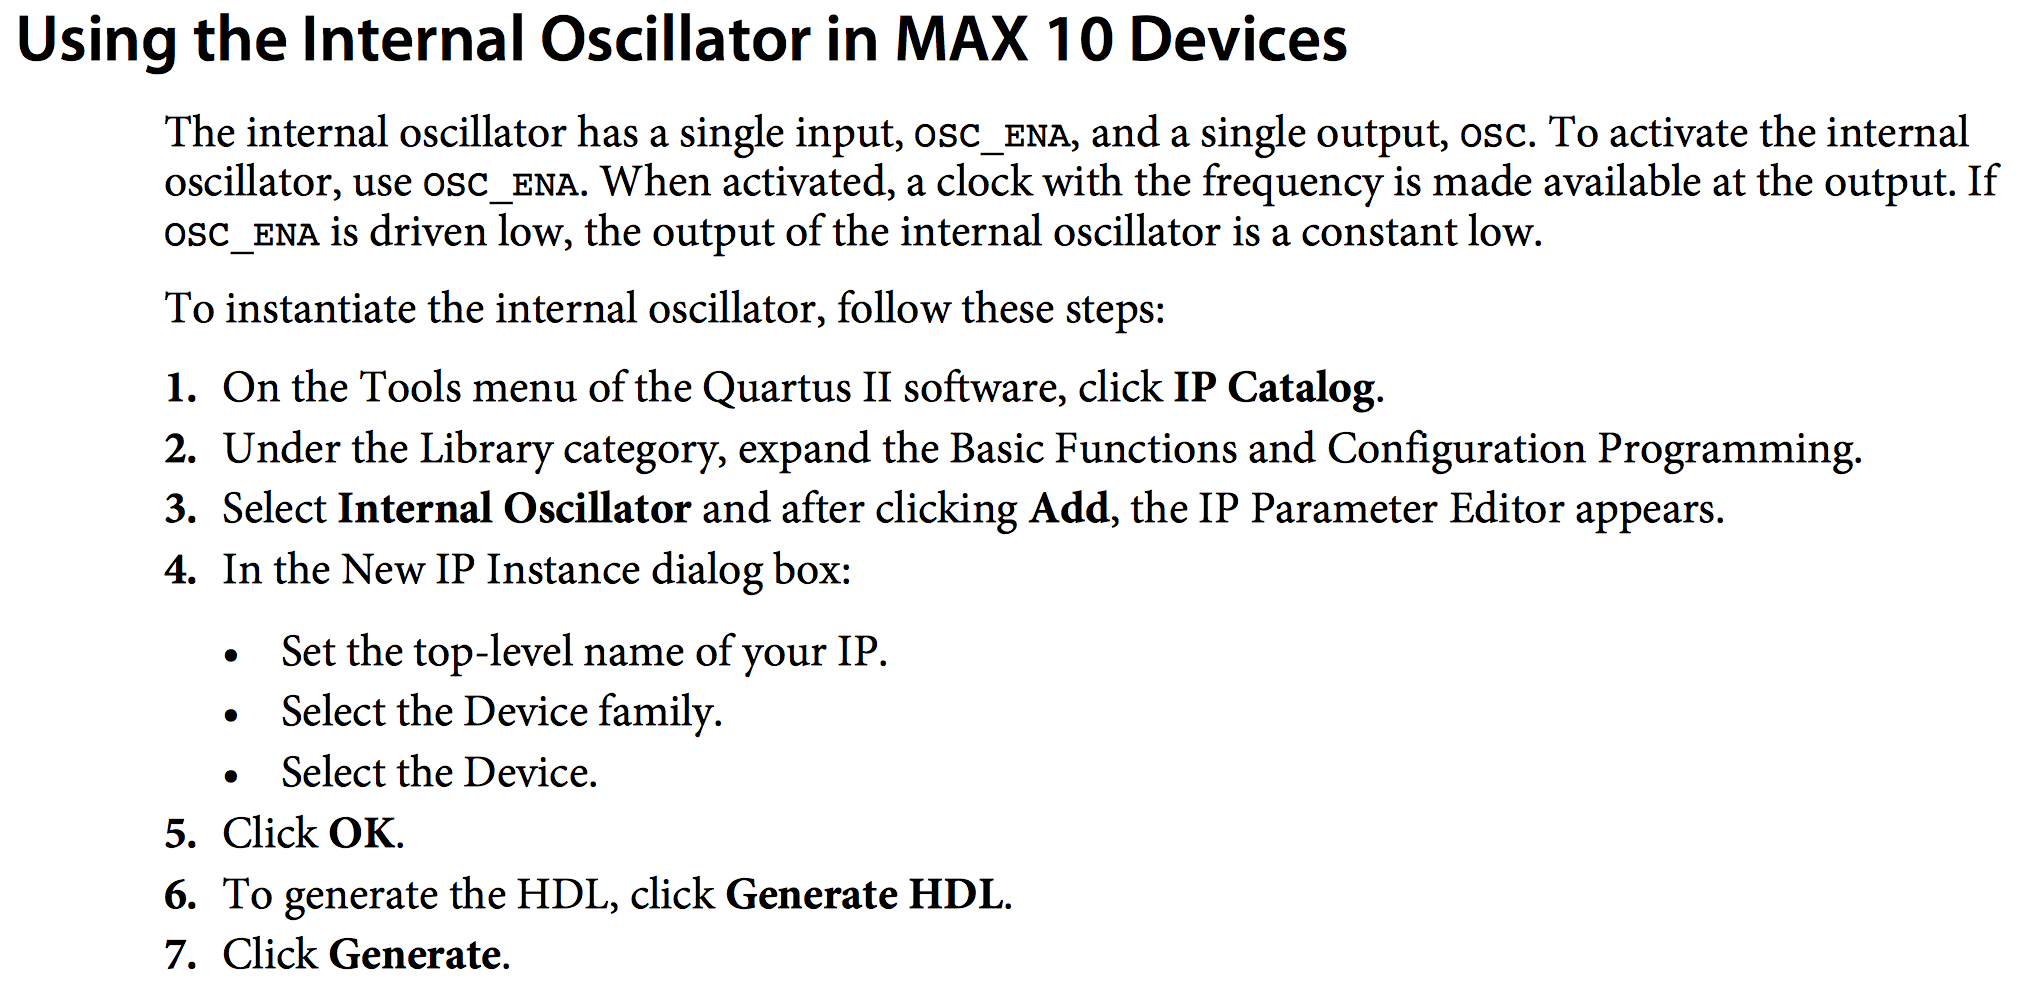 Using the Internal Oscillator in MAX 10 Devices
The internal oscillator has a single input, OSC_ENA, and a single output, OSC. To activate the internal
oscillator, use OSC_ENA. When activated, a clock with the frequency is made available at the output. If
OSC_ENA is driven low, the output of the internal oscillator is a constant low.
To instantiate the internal oscillator, follow these steps:
1. On the Tools menu of the Quartus II software, click IP Catalog.
2. Under the Library category, expand the Basic Functions and Configuration Programming.
3. Select Internal Oscillator and after clicking Add, the IP Parameter Editor appears.
4. In the New IP Instance dialog box:
• Set the top-level name of your IP.
• Select the Device family.
• Select the Device.
5. Click OK.
6. To generate the HDL, click Generate HDL.
7. Click Generate.